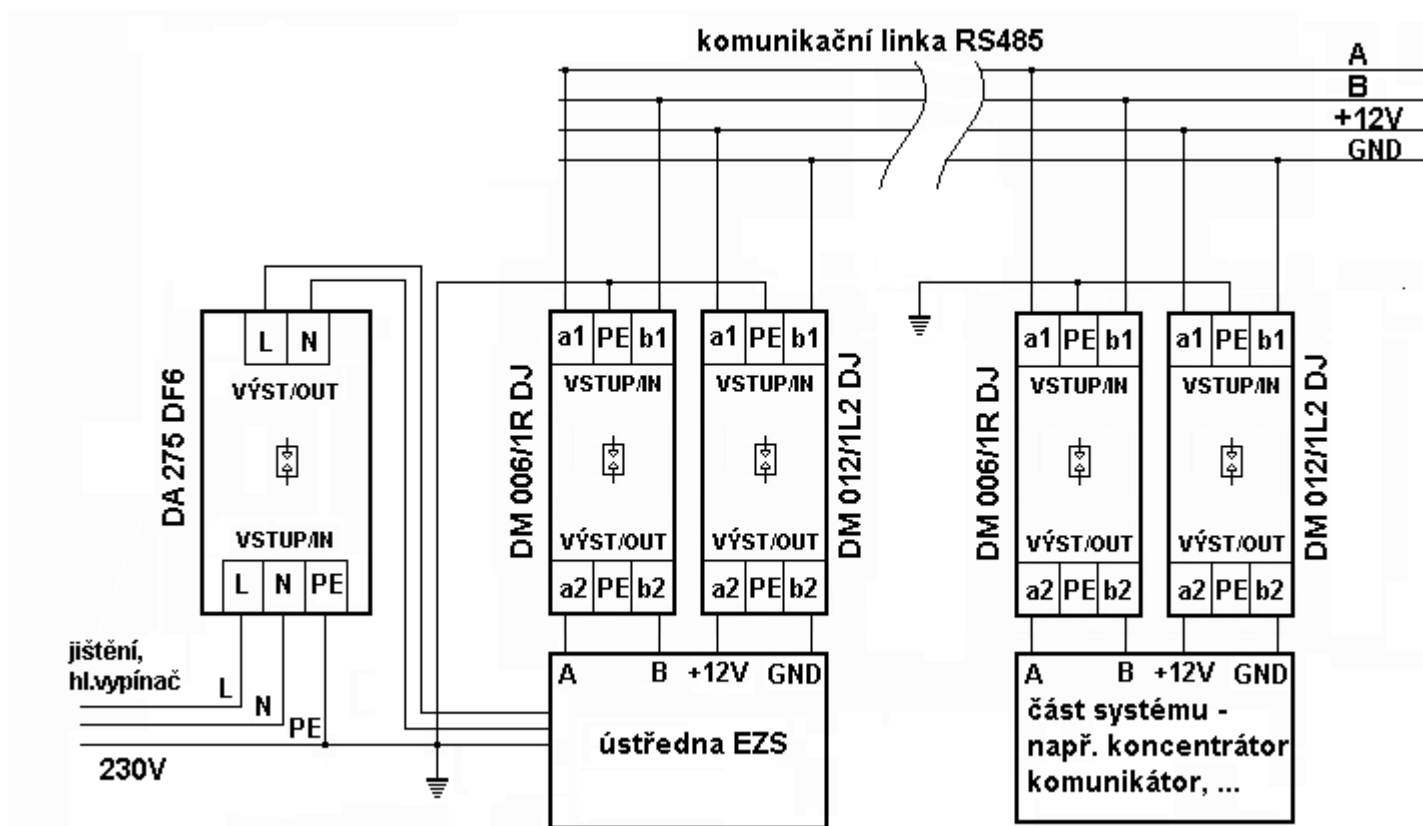 komunikační linka RS485
A
B
+12V
GND
L N
VÝST/OUT
DA 275 DF6
VSTUP/IN
L N PE
a1 PE b1
VSTUP/IN
DM 006/1R DJ
VÝST/OUT
a2 PE b2
a1 PE b1
VSTUP/IN
DM 012/1L2 DJ
VÝST/OUT
a2 PE b2
a1 PE b1
VSTUP/IN
DM 006/1R DJ
VÝST/OUT
a2 PE b2
a1 PE b1
VSTUP/IN
DM 012/1L2 DJ
VÝST/OUT
a2 PE b2
jištění,
hl.vypínač
L
N
PE
230V
A B +12V GND
ústředna EZS
A B +12V GND
část systému -
např. koncentrátor
komunikátor, ...